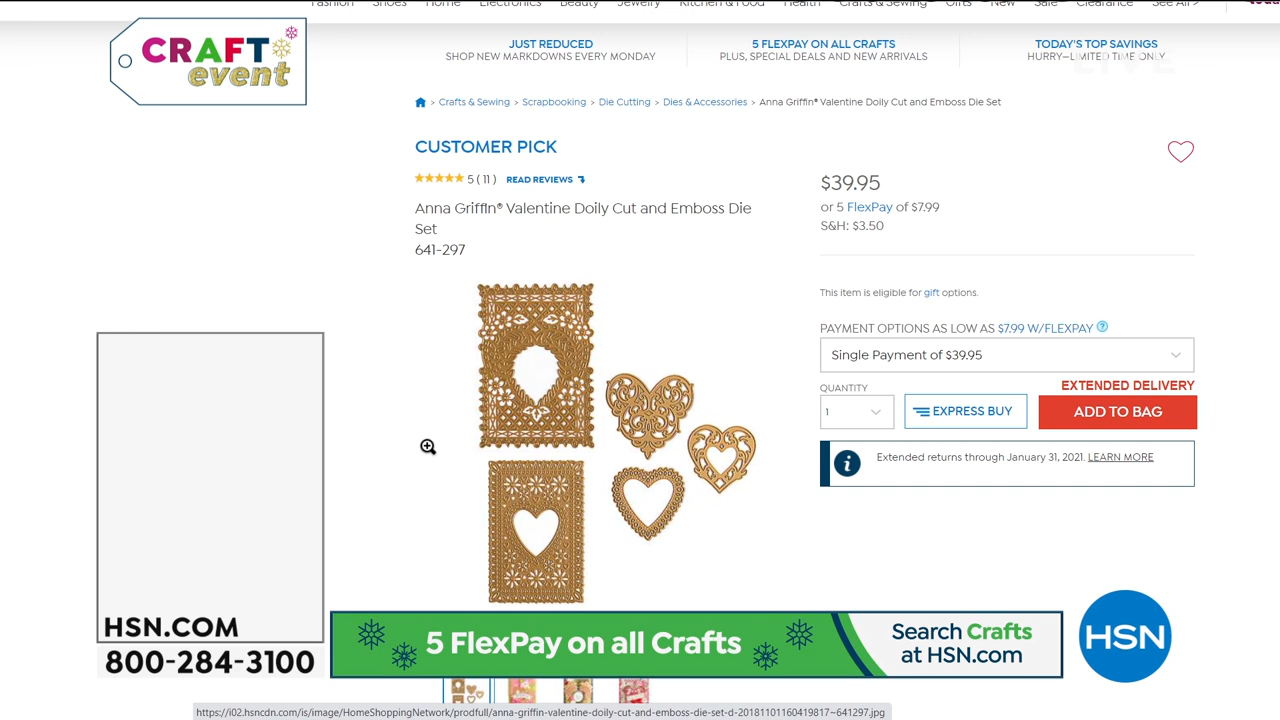 Fashion Shoes Home Electronics Beauty Jewelry Kitchen & Food Health Crafts & Sewing Gifts New Sale Clearance See All >
CRAFT
event
JUST REDUCED
SHOP NEW MARKDOWNS EVERY MONDAY
5 FLEXPAY ON ALL CRAFTS
PLUS, SPECIAL DEALS AND NEW ARRIVALS
TODAY'S TOP SAVINGS
HURRY—LIMITED TIME ONLY
LIVE
> Crafts & Sewing > Scrapbooking > Die Cutting > Dies & Accessories > Anna Griffin® Valentine Doily Cut and Emboss Die Set
CUSTOMER PICK
5 ( 11 ) READ REVIEWS
Anna Griffin® Valentine Doily Cut and Emboss Die
Set
641-297
$39.95
or 5 FlexPay of $7.99
S&H: $3.50
This item is eligible for gift options.
PAYMENT OPTIONS AS LOW AS $7.99 W/FLEXPAY ?
Single Payment of $39.95
QUANTITY
1
EXPRESS BUY
EXTENDED DELIVERY
ADD TO BAG
i Extended returns through January 31, 2021. LEARN MORE
HSN.COM
800-284-3100
5 FlexPay on all Crafts
Search Crafts
at HSN.com
HSN
https://i02.hsncdn.com/is/image/HomeShoppingNetwork/prodfull/anna-griffin-valentine-doily-cut-and-emboss-die-set-d-20181101160419817~641297.jpg